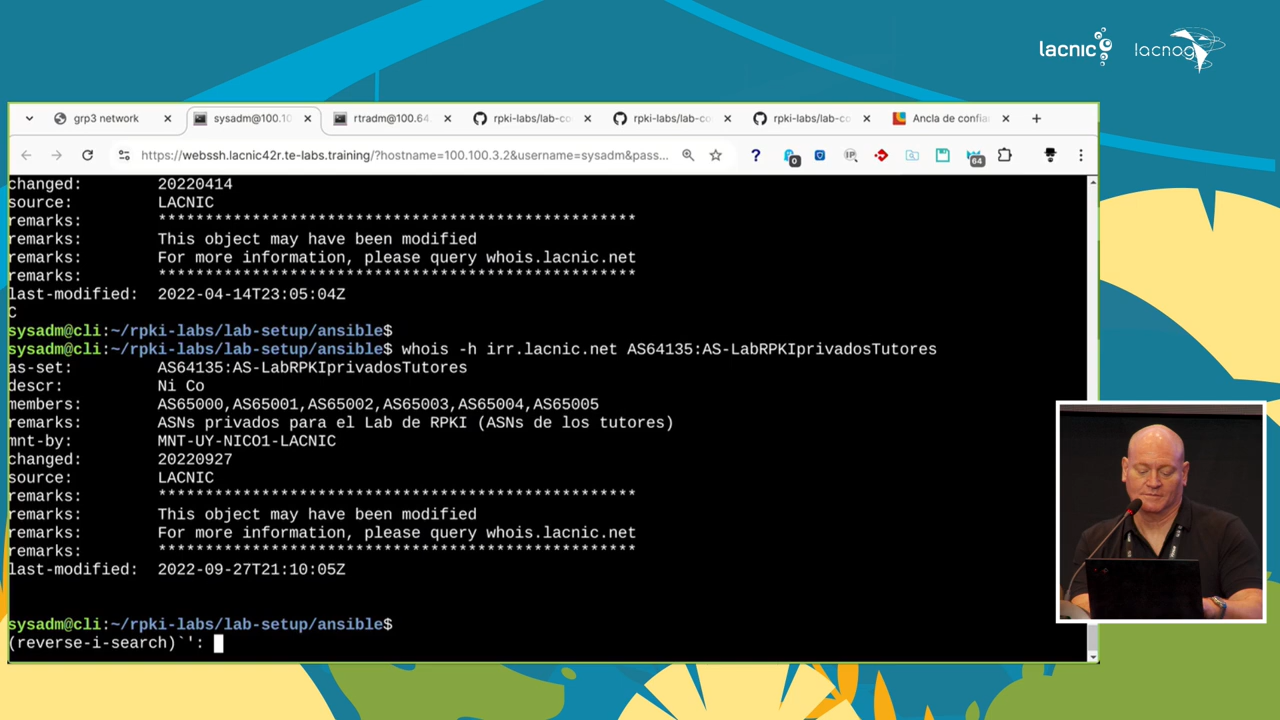 lacnic
lacnog
grp3 network
sysadm@100.10
rtradm@100.64.
rpki-labs/lab-co
rpki-labs/lab-co
rpki-labs/lab-co
Ancla de confia
https://webssh.lacnic42r.te-labs.training/?hostname=100.100.3.2&username=sysadm&pass...
?
0
IP
64
changed: 20220414
source: LACNIC
remarks: ***************************************************
remarks: This object may have been modified
remarks: For more information, please query whois.lacnic.net
remarks: ***************************************************
last-modified: 2022-04-14T23:05:04Z
C
sysadm@cli:~/rpki-labs/lab-setup/ansible$
sysadm@cli:~/rpki-labs/lab-setup/ansible$ whois -h irr.lacnic.net AS64135:AS-LabRPKIprivadosTutores
as-set: AS64135:AS-LabRPKIprivadosTutores
descr: Ni Co
members: AS65000,AS65001,AS65002,AS65003,AS65004,AS65005
remarks: ASNs privados para el Lab de RPKI (ASNs de los tutores)
mnt-by: MNT-UY-NICO1-LACNIC
changed: 20220927
source: LACNIC
remarks: ***************************************************
remarks: This object may have been modified
remarks: For more information, please query whois.lacnic.net
remarks: ***************************************************
last-modified: 2022-09-27T21:10:05Z
sysadm@cli:~/rpki-labs/lab-setup/ansible$
(reverse-i-search)`':